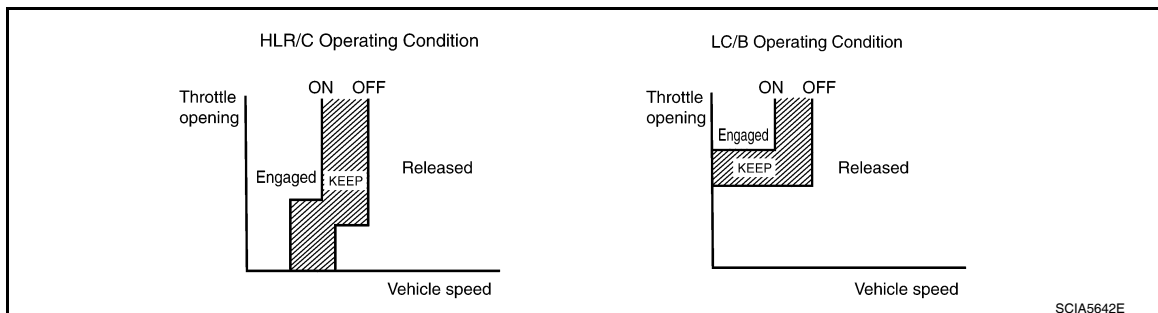 HLR/C Operating Condition
ON OFF
Throttle
opening
Engaged
KEEP
Released
Vehicle speed
LC/B Operating Condition
ON OFF
Throttle
opening
Engaged
KEEP
Released
Vehicle speed
SCIA5642E